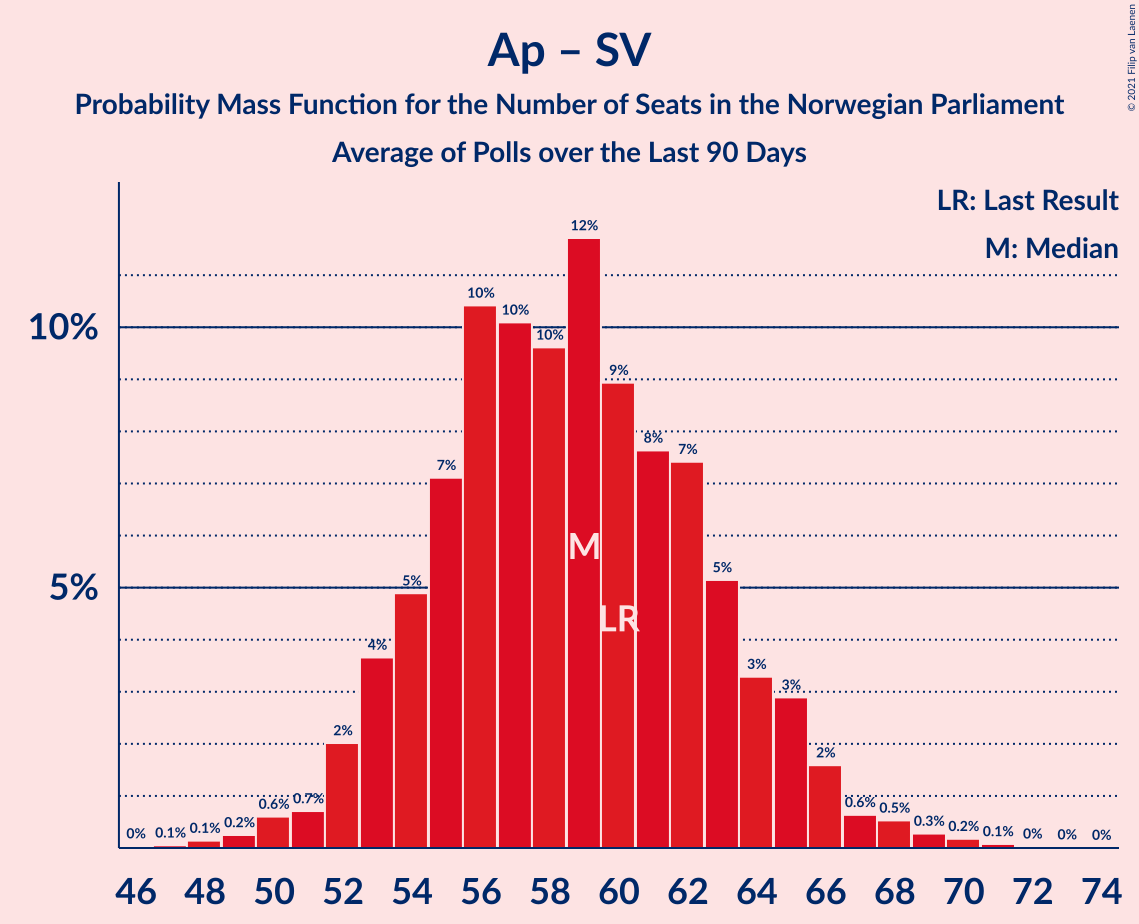 Ap – SV
Probability Mass Function for the Number of Seats in the Norwegian Parliament
Average of Polls over the Last 90 Days
© 2021 Filip van Laenen
LR: Last Result
M: Median
10%
5%
0% 0.1% 0.1% 0.2% 0.6% 0.7% 2% 4% 5% 7% 10% 10% 10% 12% 9% 8% 7% 5% 3% 3% 2% 0.6% 0.5% 0.3% 0.2% 0.1% 0% 0% 0%
M
LR
46 48 50 52 54 56 58 60 62 64 66 68 70 72 74